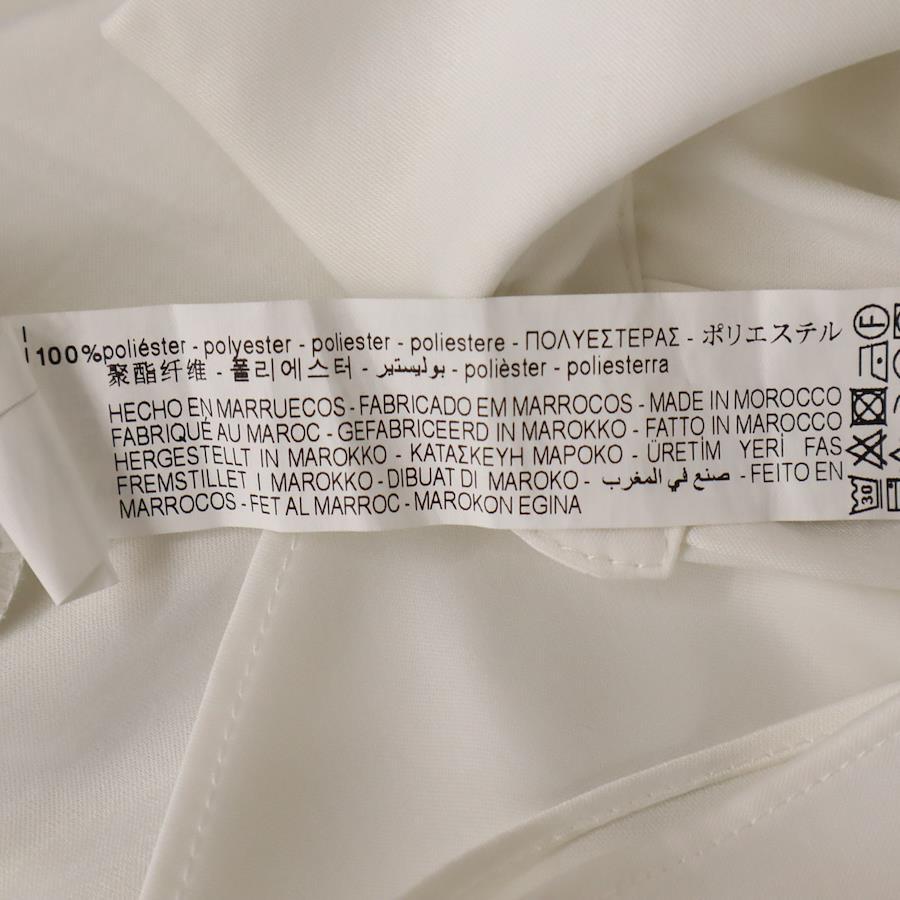 100%poliéster - polyester - poliester - poliestere - ΠΟΛΥΕΣΤΕΡΑΣ - ポリエステル
聚酯纤维 - 폴리에스터 - بوليستير - polièster - poliesterra
HECHO EN MARRUECOS - FABRICADO EM MARROCOS - MADE IN MOROCCO
FABRIQUÉ AU MAROC - GEFABRICEERD IN MAROKKO - FATTO IN MAROCCO
HERGESTELLT IN MAROKKO - ΚΑΤΑΣΚΕΥΗ ΜΑΡΟΚΟ - ÜRETİM YERİ FAS
FREMSTILLET I MAROKKO - DIBUAT DI MAROKO - صنع في المغرب - FEITO EN
MARROCOS - FET AL MARROC - MAROKON EGINA
F
30